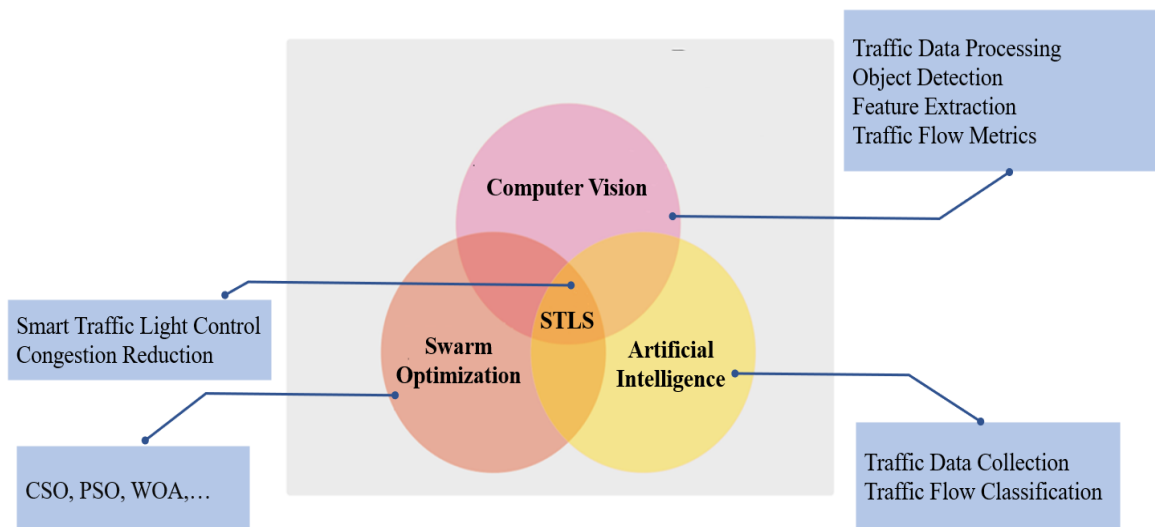 Traffic Data Processing
Object Detection
Feature Extraction
Traffic Flow Metrics
Computer Vision
Smart Traffic Light Control
Congestion Reduction
STLS
Swarm
Optimization
Artificial
Intelligence
CSO, PSO, WOA,...
Traffic Data Collection
Traffic Flow Classification